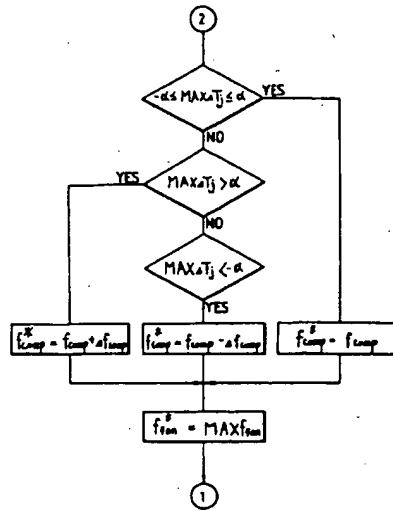 2
-α≤ MAXΔTj ≤ α
YES
NO
YES
MAXΔTj > α
NO
MAXΔTj < -α
YES
f*comp = fcomp + Δfcomp
f*comp = fcomp - Δfcomp
f*comp = fcomp
f*fan = MAXffan
1